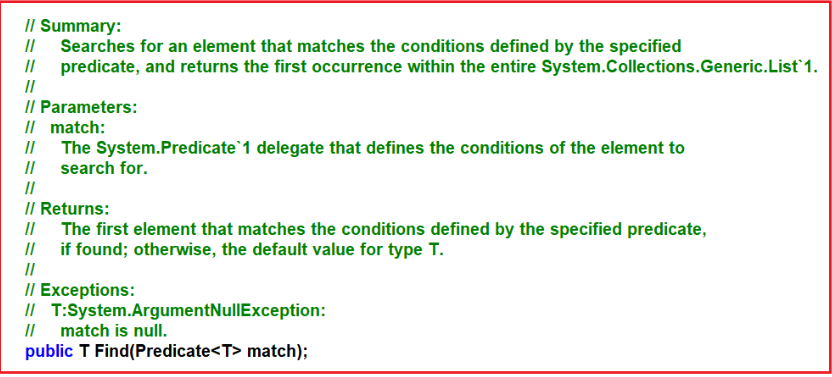 // Summary:
//     Searches for an element that matches the conditions defined by the specified
//     predicate, and returns the first occurrence within the entire System.Collections.Generic.List`1.
//
// Parameters:
//   match:
//     The System.Predicate`1 delegate that defines the conditions of the element to
//     search for.
//
// Returns:
//     The first element that matches the conditions defined by the specified predicate,
//     if found; otherwise, the default value for type T.
//
// Exceptions:
//   T:System.ArgumentNullException:
//     match is null.
public T Find(Predicate<T> match);